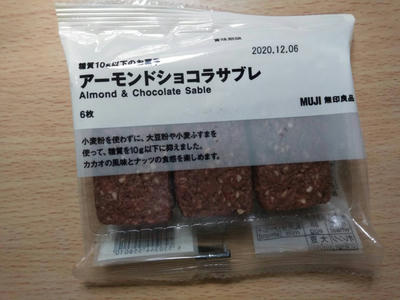 賞味期限
2020.12.06
糖質10g以下のお菓子
アーモンドショコラサブレ
Almond & Chocolate Sable
6枚
MUJI 無印良品
小麦粉を使わずに、大豆粉や小麦ふすまを
使って、糖質を10g以下に抑えました。
カカオの風味とナッツの食感を楽しめます。